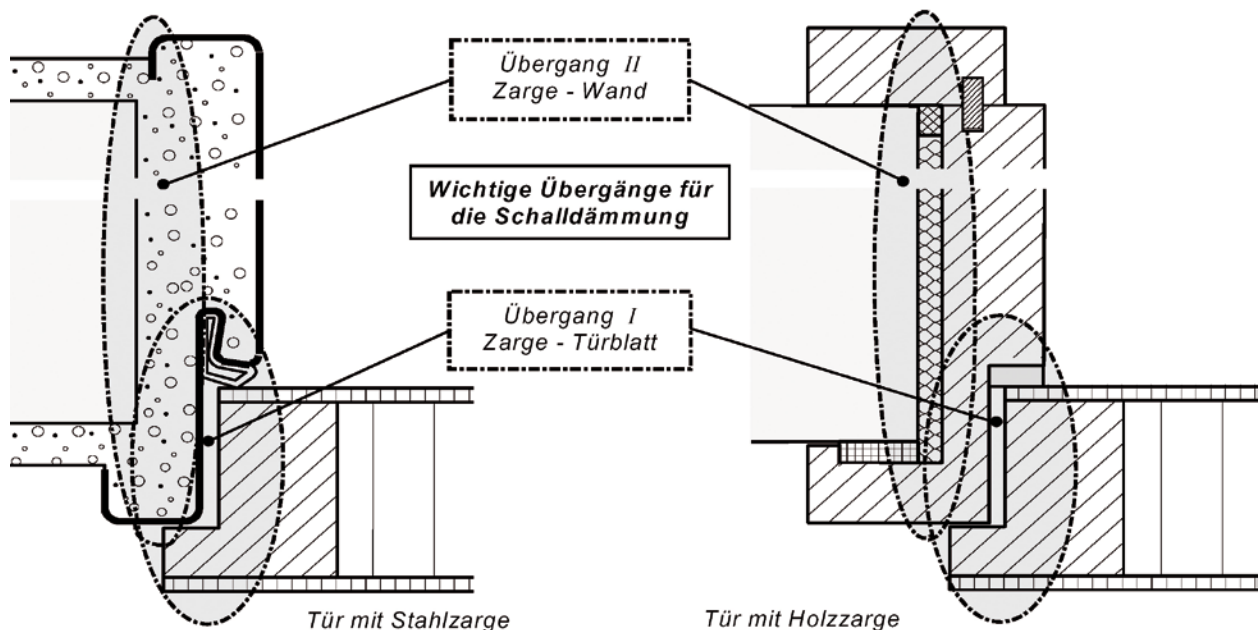 Übergang II
Zarge - Wand
Wichtige Übergänge für
die Schalldämmung
Übergang I
Zarge - Türblatt
Tür mit Stahlzarge
Tür mit Holzzarge